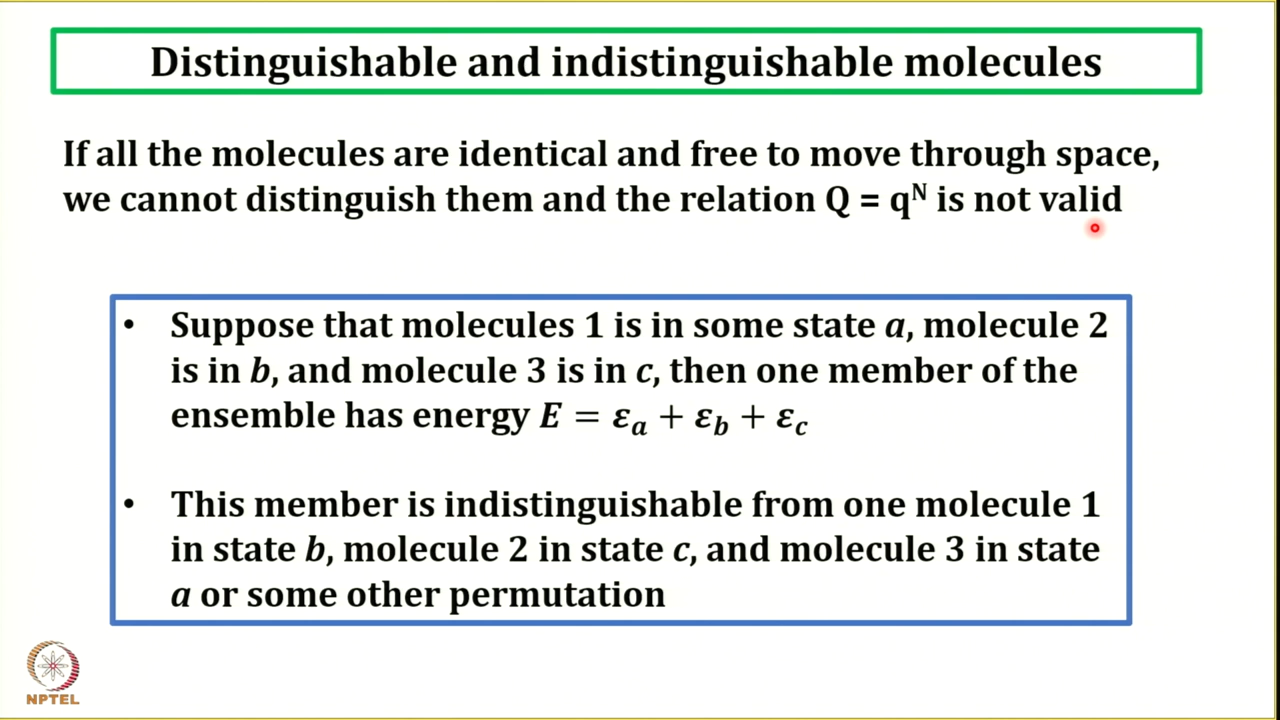 Distinguishable and indistinguishable molecules
If all the molecules are identical and free to move through space,
we cannot distinguish them and the relation Q = qᴺ is not valid
• Suppose that molecules 1 is in some state a, molecule 2
is in b, and molecule 3 is in c, then one member of the
ensemble has energy E = εₐ + ε_b + ε_c
• This member is indistinguishable from one molecule 1
in state b, molecule 2 in state c, and molecule 3 in state
a or some other permutation
NPTEL